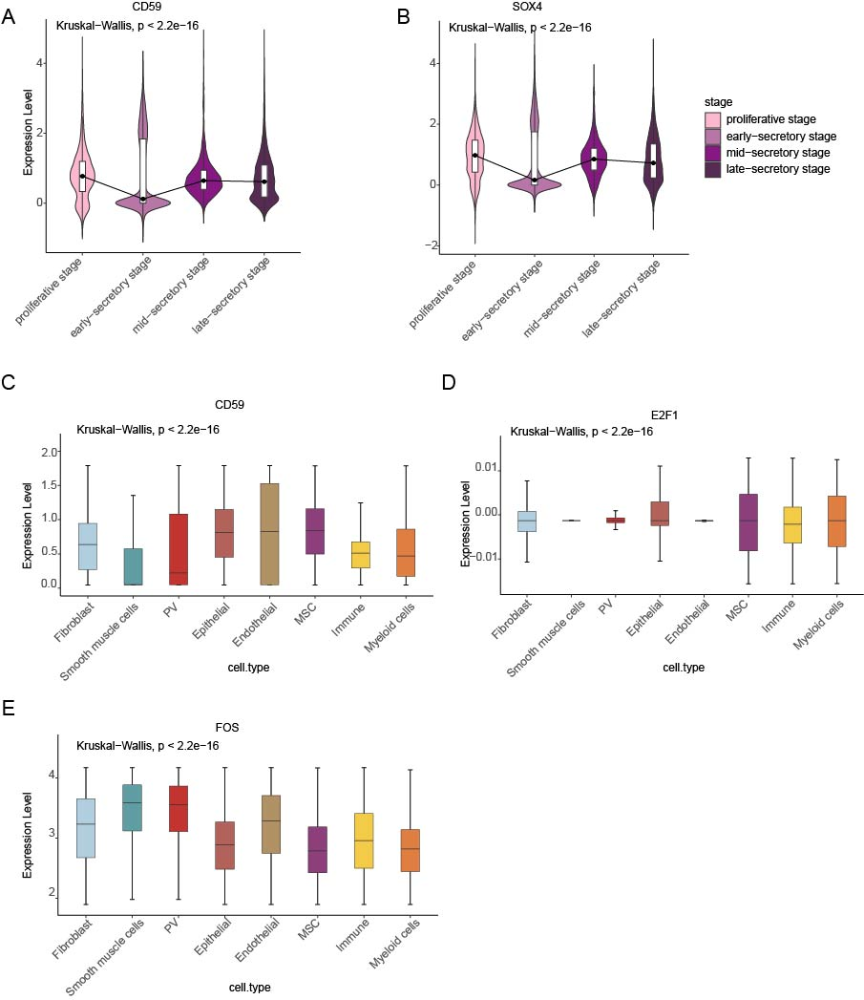 A
CD59
Kruskal−Wallis, p < 2.2e−16
Expression Level
4
2
0
proliferative stage
early−secretory stage
mid−secretory stage
late−secretory stage
B
SOX4
Kruskal−Wallis, p < 2.2e−16
4
2
0
−2
proliferative stage
early−secretory stage
mid−secretory stage
late−secretory stage
stage
proliferative stage
early−secretory stage
mid−secretory stage
late−secretory stage
C
CD59
Kruskal−Wallis, p < 2.2e−16
Expression Level
2.0
1.5
1.0
0.5
0.0
Fibroblast
Smooth muscle cells
PV
Epithelial
Endothelial
MSC
Immune
Myeloid cells
cell.type
D
E2F1
Kruskal−Wallis, p < 2.2e−16
Expression Level
0.01
0.00
−0.01
Fibroblast
Smooth muscle cells
PV
Epithelial
Endothelial
MSC
Immune
Myeloid cells
cell.type
E
FOS
Kruskal−Wallis, p < 2.2e−16
Expression Level
4
3
2
Fibroblast
Smooth muscle cells
PV
Epithelial
Endothelial
MSC
Immune
Myeloid cells
cell.type